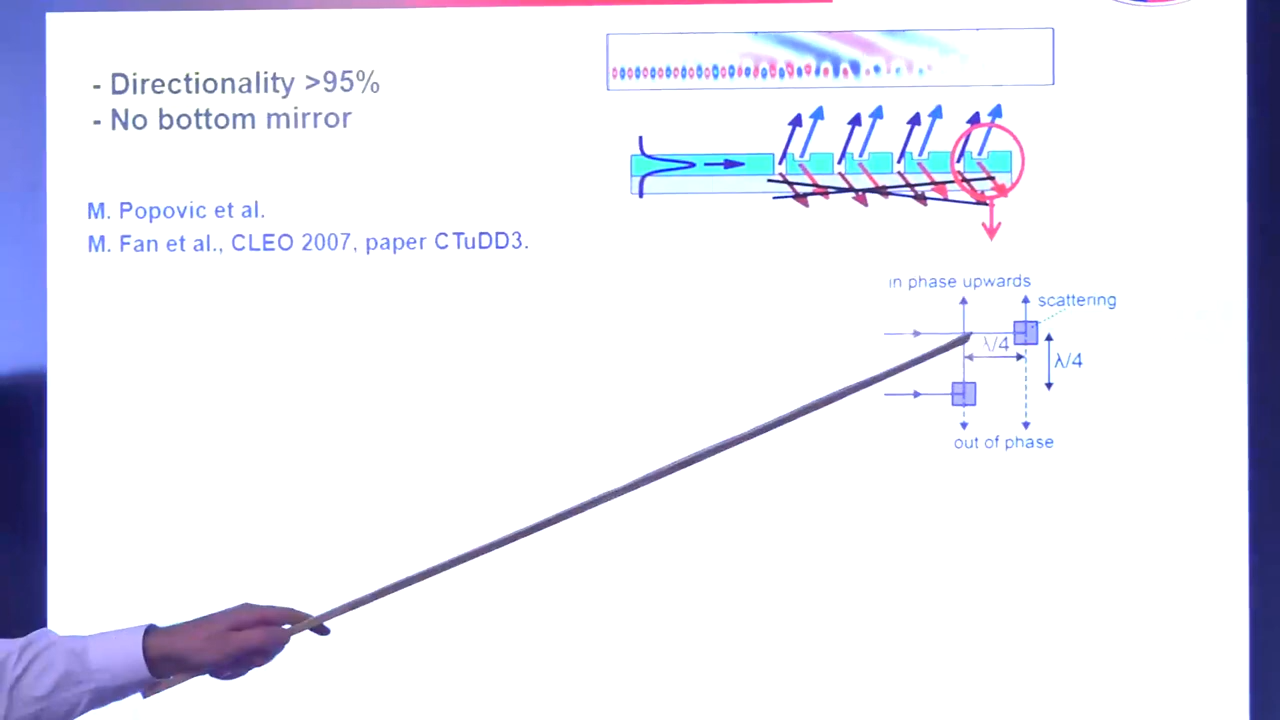 - Directionality >95%
- No bottom mirror
M. Popovic et al.
M. Fan et al., CLEO 2007, paper CTuDD3.
in phase upwards
scattering
λ/4
λ/4
out of phase